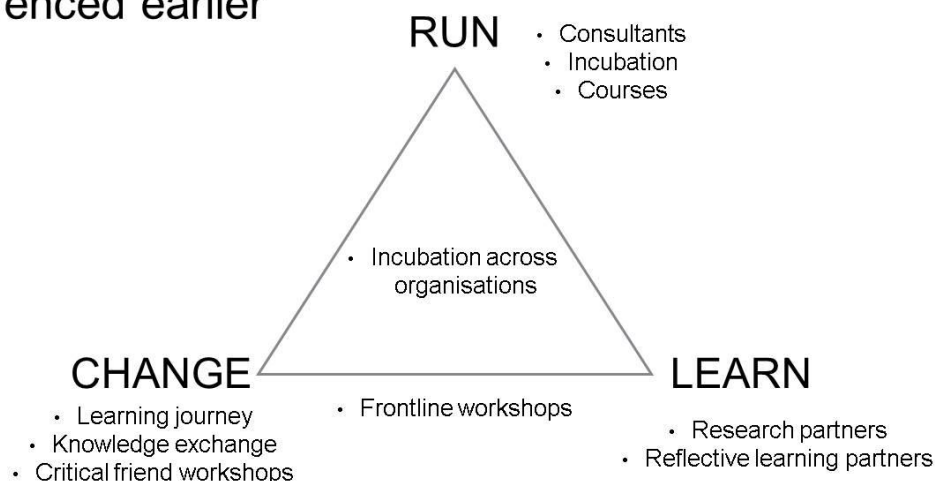 enced earlier
RUN
• Consultants
• Incubation
• Courses
• Incubation across
organisations
CHANGE
LEARN
• Learning journey
• Knowledge exchange
• Critical friend workshops
• Frontline workshops
• Research partners
• Reflective learning partners